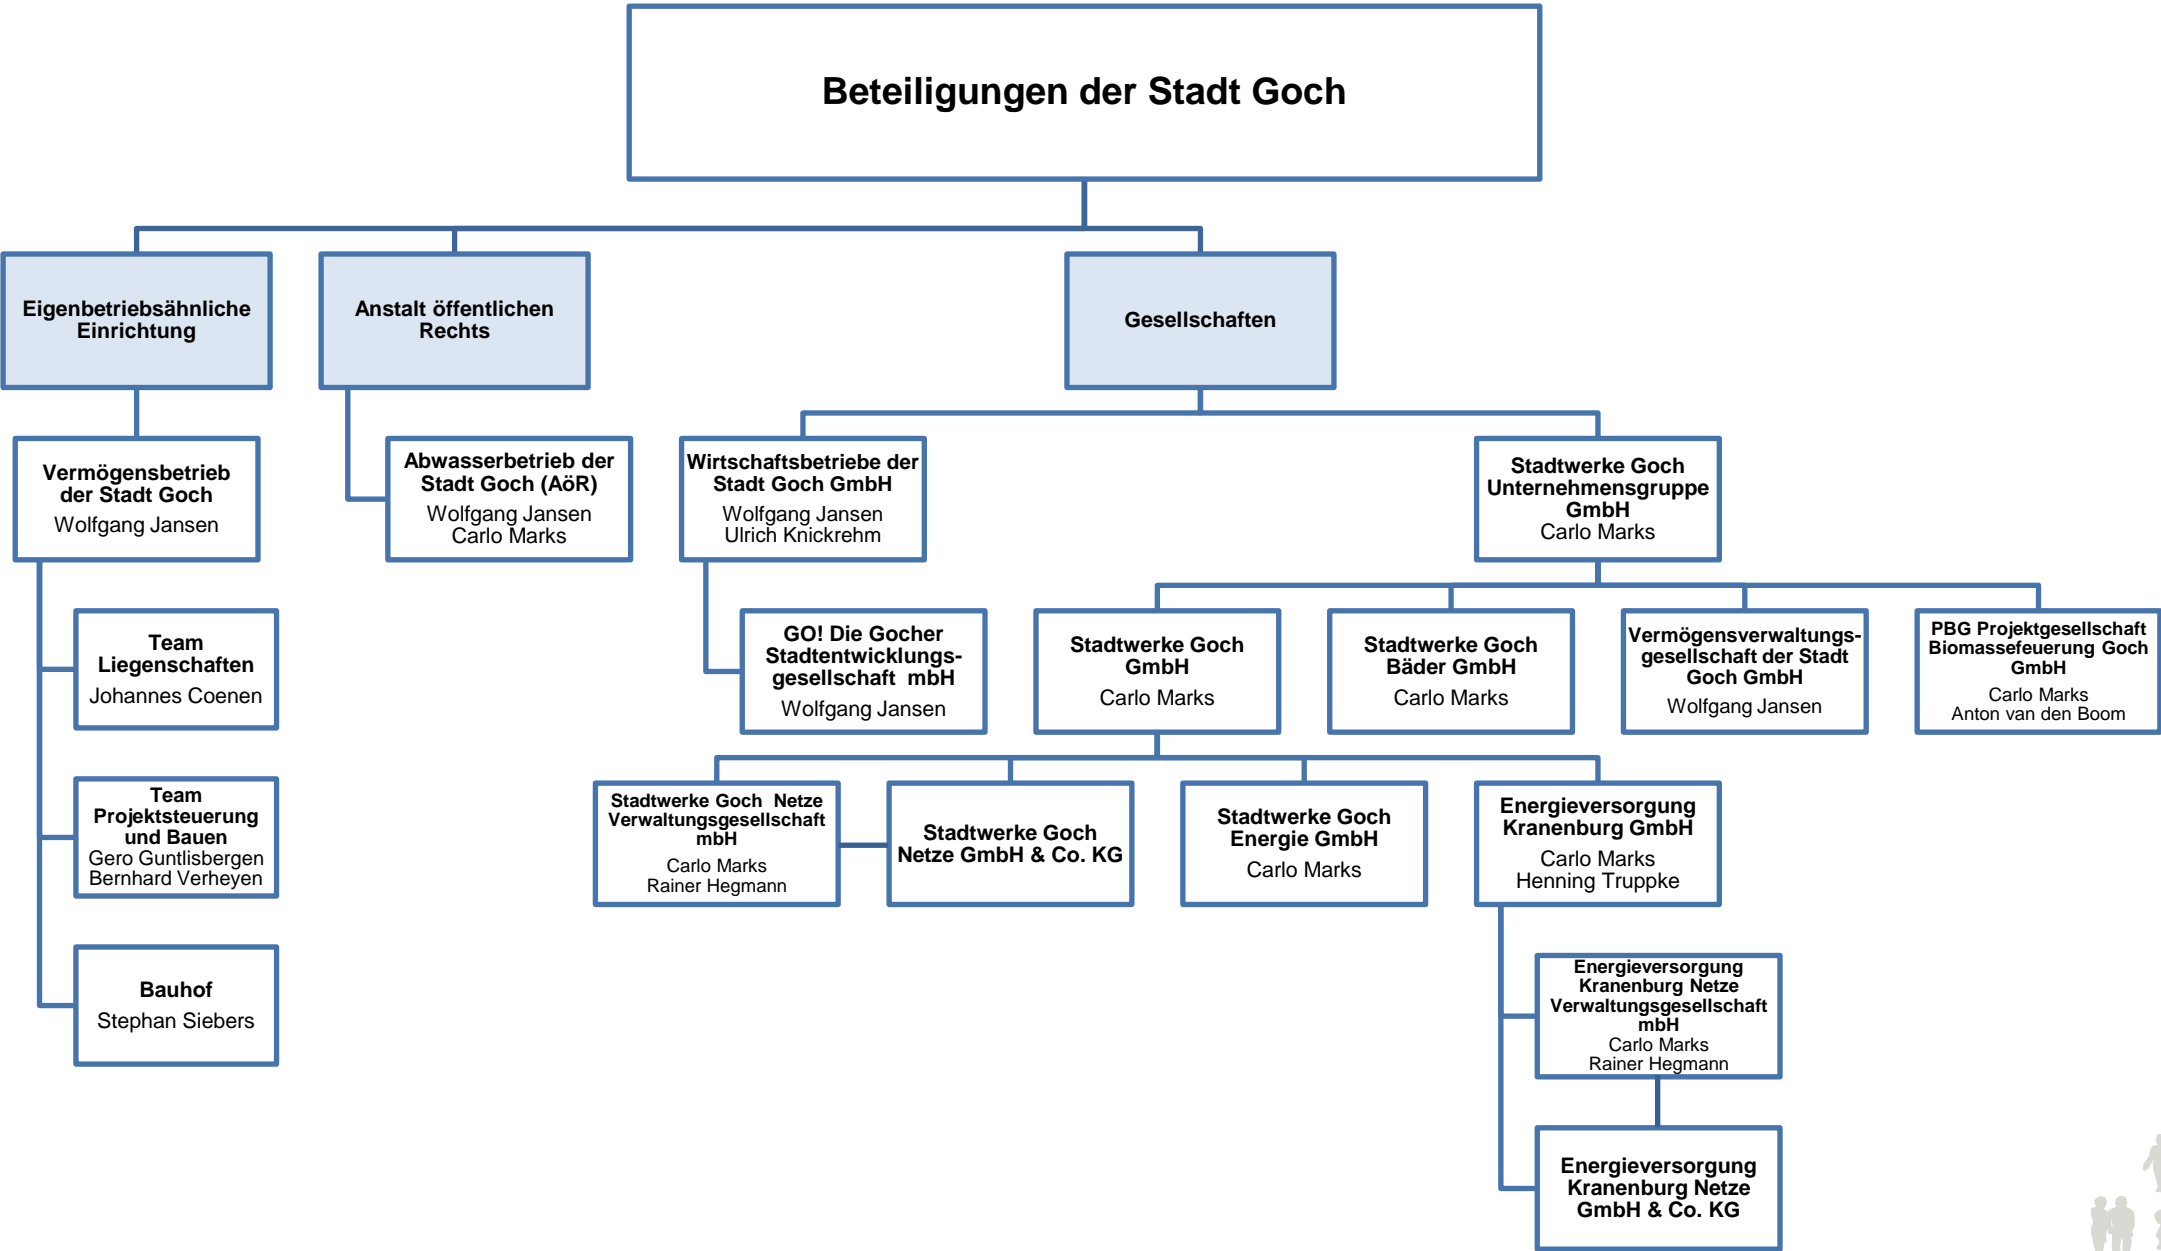 Beteiligungen der Stadt Goch
Eigenbetriebsähnliche
Einrichtung
Anstalt öffentlichen
Rechts
Gesellschaften
Vermögensbetrieb
der Stadt Goch
Wolfgang Jansen
Abwasserbetrieb der
Stadt Goch (AöR)
Wolfgang Jansen
Carlo Marks
Wirtschaftsbetriebe der
Stadt Goch GmbH
Wolfgang Jansen
Ulrich Knickrehm
Stadtwerke Goch
Unternehmensgruppe
GmbH
Carlo Marks
Team
Liegenschaften
Johannes Coenen
GO! Die Gocher
Stadtentwicklungs-
gesellschaft mbH
Wolfgang Jansen
Stadtwerke Goch
GmbH
Carlo Marks
Stadtwerke Goch
Bäder GmbH
Carlo Marks
Vermögensverwaltungs-
gesellschaft der Stadt
Goch GmbH
Wolfgang Jansen
PBG Projektgesellschaft
Biomassefeuerung Goch
GmbH
Carlo Marks
Anton van den Boom
Team
Projektsteuerung
und Bauen
Gero Guntlisbergen
Bernhard Verheyen
Stadtwerke Goch Netze
Verwaltungsgesellschaft
mbH
Carlo Marks
Rainer Hegmann
Stadtwerke Goch
Netze GmbH & Co. KG
Stadtwerke Goch
Energie GmbH
Carlo Marks
Energieversorgung
Kranenburg GmbH
Carlo Marks
Henning Truppke
Bauhof
Stephan Siebers
Energieversorgung
Kranenburg Netze
Verwaltungsgesellschaft
mbH
Carlo Marks
Rainer Hegmann
Energieversorgung
Kranenburg Netze
GmbH & Co. KG